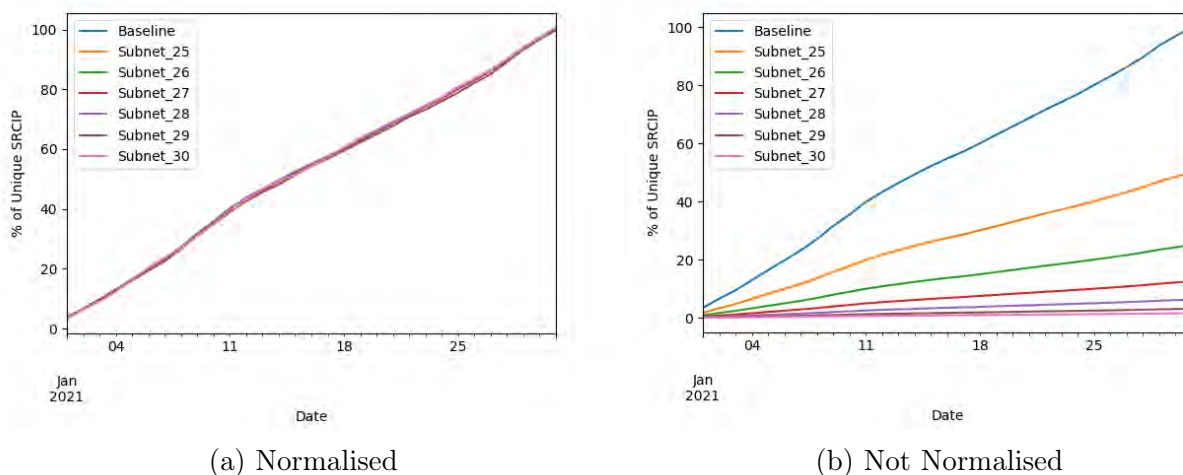 100
80
60
40
20
0
% of Unique SRCIP
Baseline
Subnet_25
Subnet_26
Subnet_27
Subnet_28
Subnet_29
Subnet_30
04
11
18
25
Jan
2021
Date
(a) Normalised
100
80
60
40
20
0
% of Unique SRCIP
Baseline
Subnet_25
Subnet_26
Subnet_27
Subnet_28
Subnet_29
Subnet_30
04
11
18
25
Jan
2021
Date
(b) Not Normalised